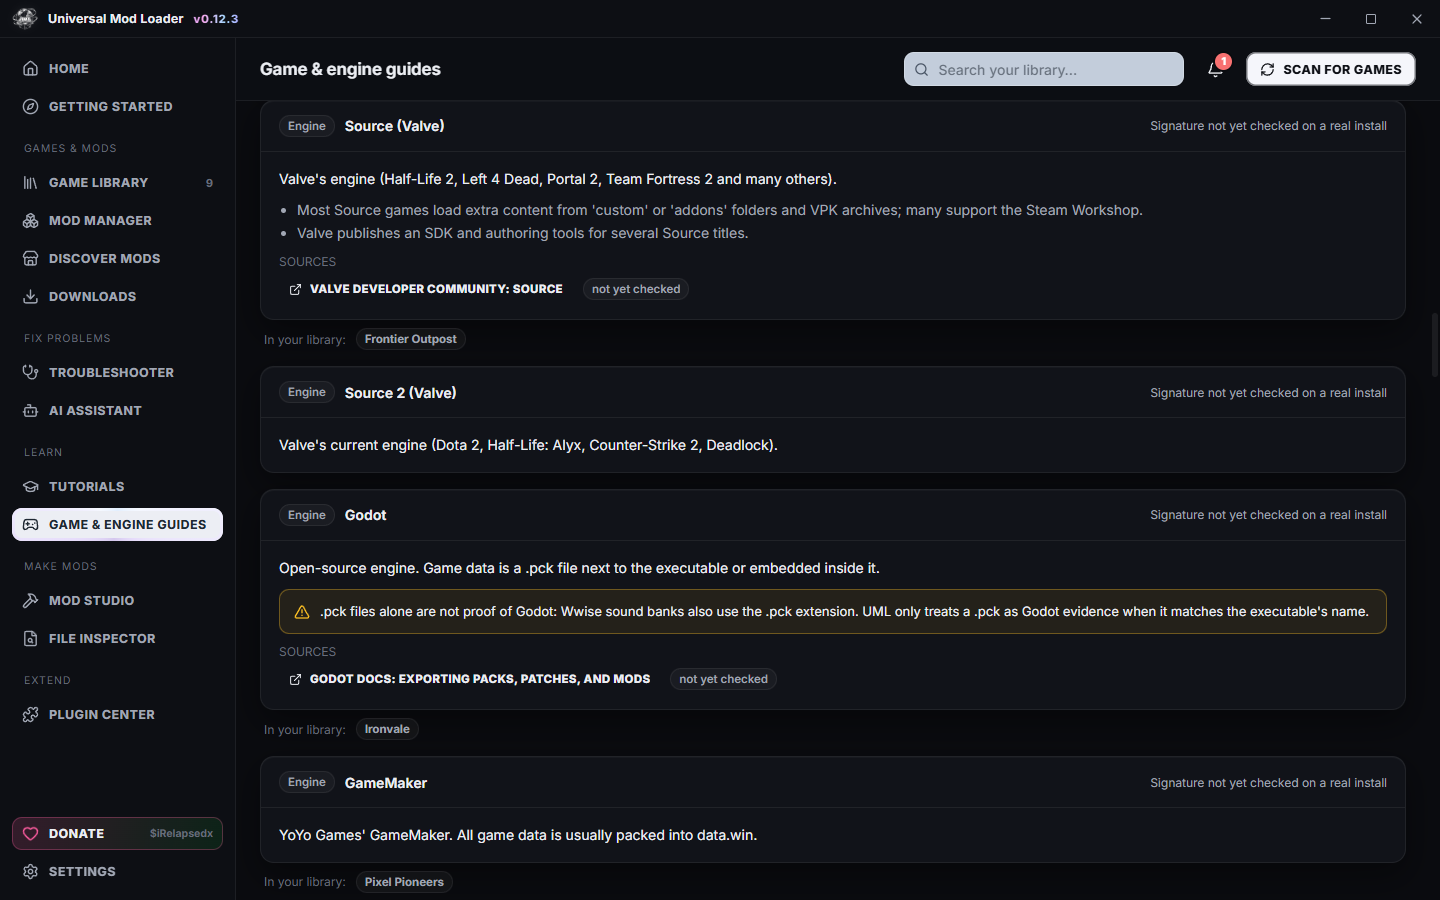 Universal Mod Loader v0.12.3
HOME
GETTING STARTED
GAMES & MODS
GAME LIBRARY 9
MOD MANAGER
DISCOVER MODS
DOWNLOADS
FIX PROBLEMS
TROUBLESHOOTER
AI ASSISTANT
LEARN
TUTORIALS
GAME & ENGINE GUIDES
MAKE MODS
MOD STUDIO
FILE INSPECTOR
EXTEND
PLUGIN CENTER
DONATE $iRelapsedx
SETTINGS
Game & engine guides
Search your library...
1
SCAN FOR GAMES
Engine Source (Valve) Signature not yet checked on a real install
Valve's engine (Half-Life 2, Left 4 Dead, Portal 2, Team Fortress 2 and many others).
• Most Source games load extra content from 'custom' or 'addons' folders and VPK archives; many support the Steam Workshop.
• Valve publishes an SDK and authoring tools for several Source titles.
SOURCES
VALVE DEVELOPER COMMUNITY: SOURCE not yet checked
In your library: Frontier Outpost
Engine Source 2 (Valve) Signature not yet checked on a real install
Valve's current engine (Dota 2, Half-Life: Alyx, Counter-Strike 2, Deadlock).
Engine Godot Signature not yet checked on a real install
Open-source engine. Game data is a .pck file next to the executable or embedded inside it.
.pck files alone are not proof of Godot: Wwise sound banks also use the .pck extension. UML only treats a .pck as Godot evidence when it matches the executable's name.
SOURCES
GODOT DOCS: EXPORTING PACKS, PATCHES, AND MODS not yet checked
In your library: Ironvale
Engine GameMaker Signature not yet checked on a real install
YoYo Games' GameMaker. All game data is usually packed into data.win.
In your library: Pixel Pioneers